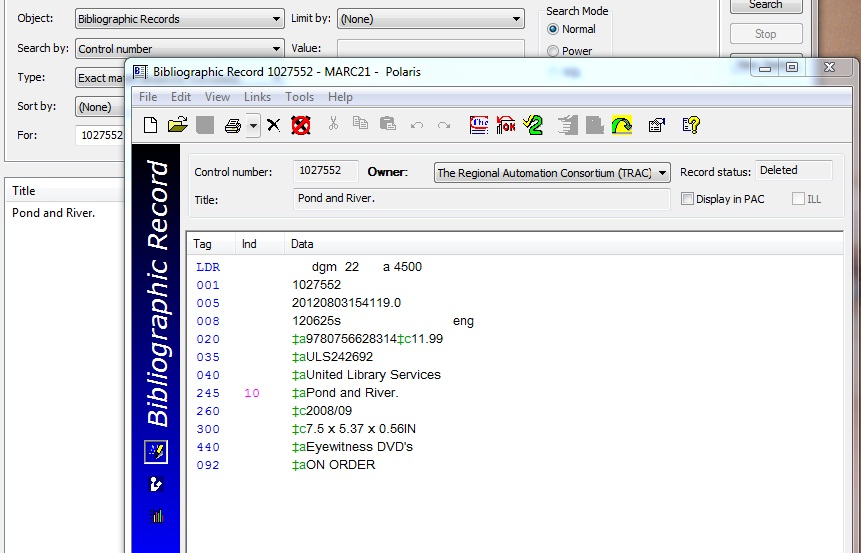 Object: Bibliographic Records Limit by: (None) Search Mode Search
Normal
Stop
Search by: Control number Value:
Power
Type: Exact mat
Sort by: (None)
For: 1027552
Title
Pond and River.
Bibliographic Record 1027552 - MARC21 - Polaris
File Edit View Links Tools Help
Bibliographic Record
Control number: 1027552 Owner: The Regional Automation Consortium (TRAC) Record status: Deleted
Title: Pond and River. Display in PAC ILL
Tag Ind Data
LDR dgm 22 a 4500
001 1027552
005 20120803154119.0
008 120625s eng
020 ‡a9780756628314‡c11.99
035 ‡aULS242692
040 ‡aUnited Library Services
245 10 ‡aPond and River.
260 ‡c2008/09
300 ‡c7.5 x 5.37 x 0.56IN
440 ‡aEyewitness DVD's
092 ‡aON ORDER